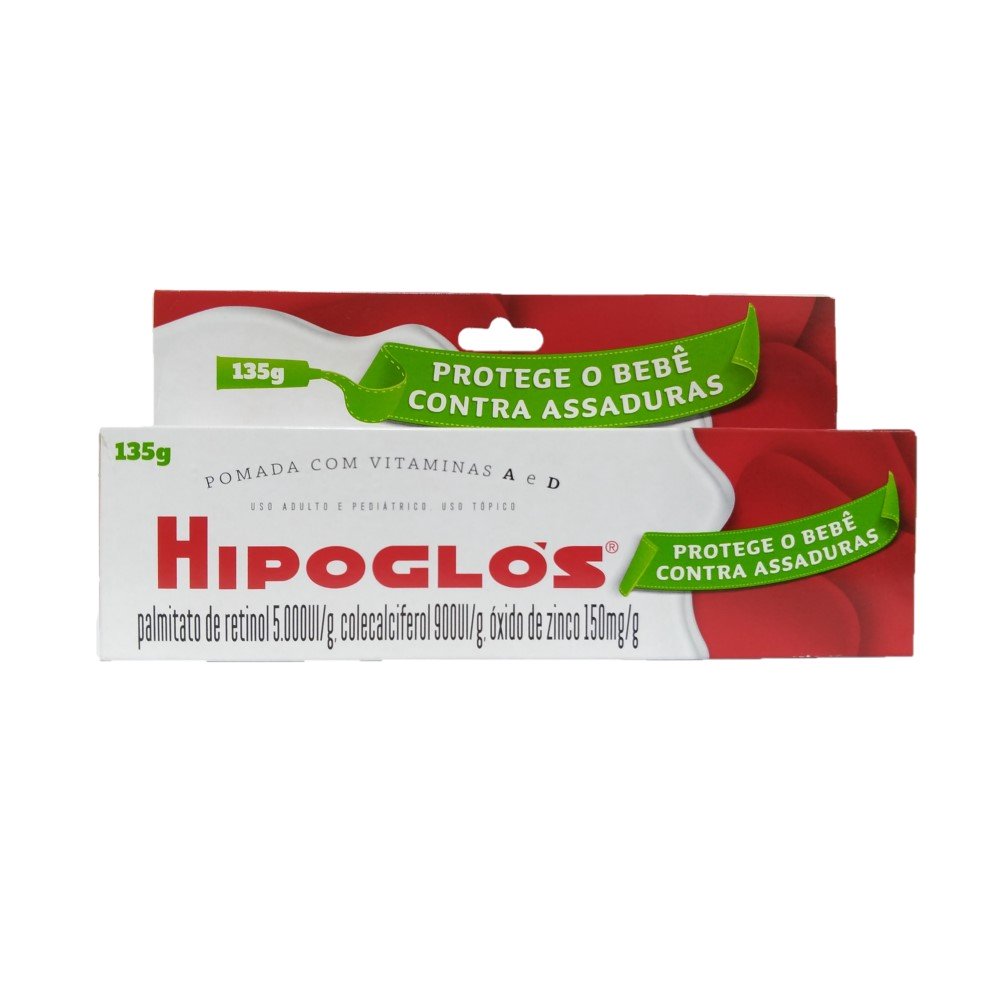 135g
PROTEGE O BEBÊ
CONTRA ASSADURAS
135g
POMADA COM VITAMINAS A e D
USO ADULTO E PEDIÁTRICO. USO TÓPICO
HIPOGLÓS®
palmitato de retinol 5.000UI/g, colecalciferol 900UI/g, óxido de zinco 150mg/g
PROTEGE O BEBÊ
CONTRA ASSADURAS